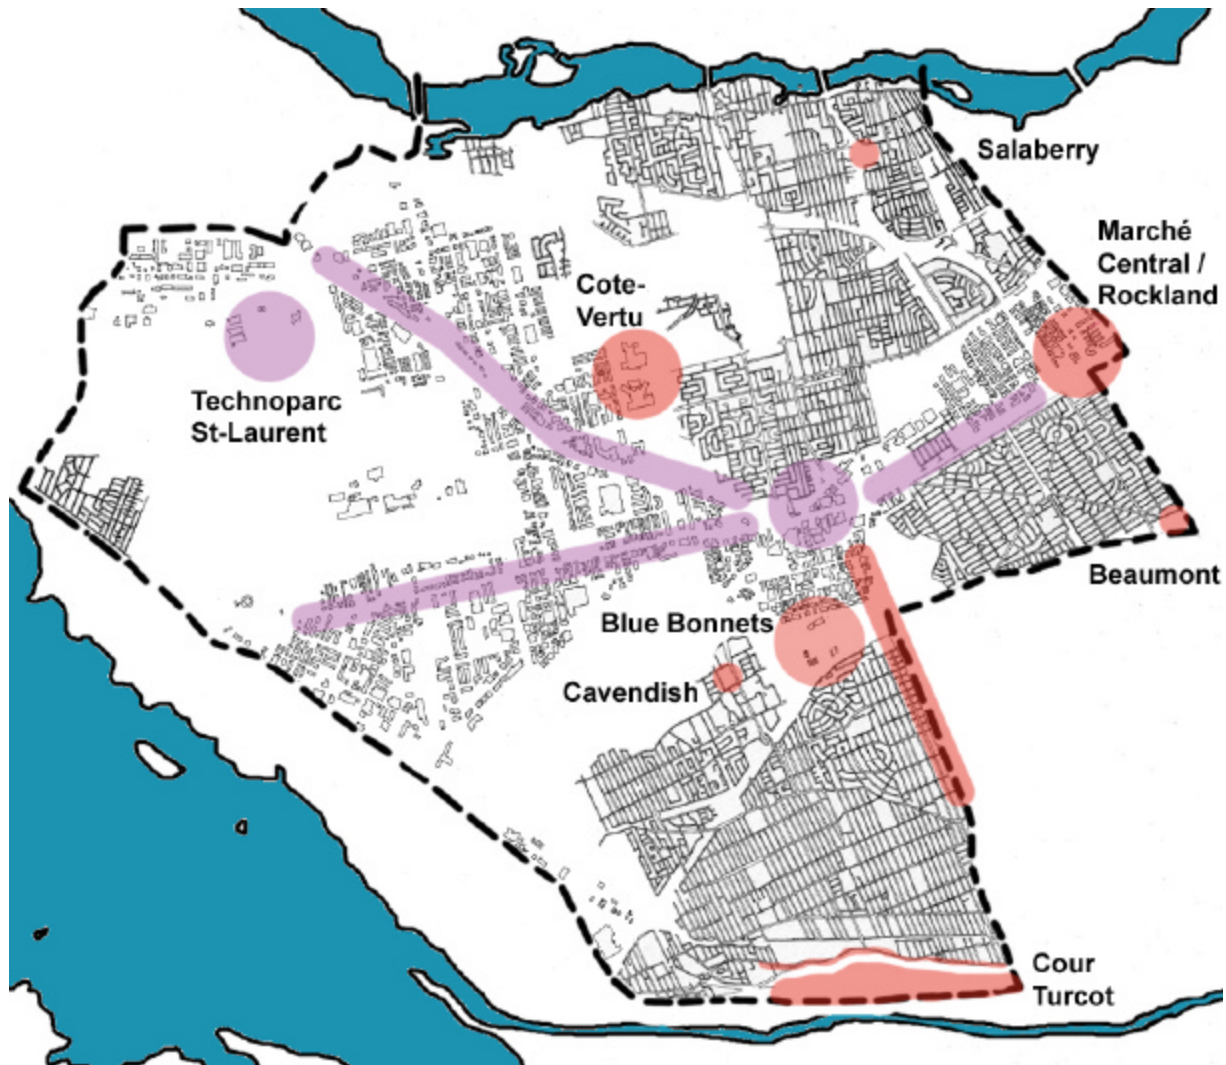 Salaberry
Marché
Central /
Rockland
Cote-
Vertu
Technoparc
St-Laurent
Beaumont
Blue Bonnets
Cavendish
Cour
Turcot